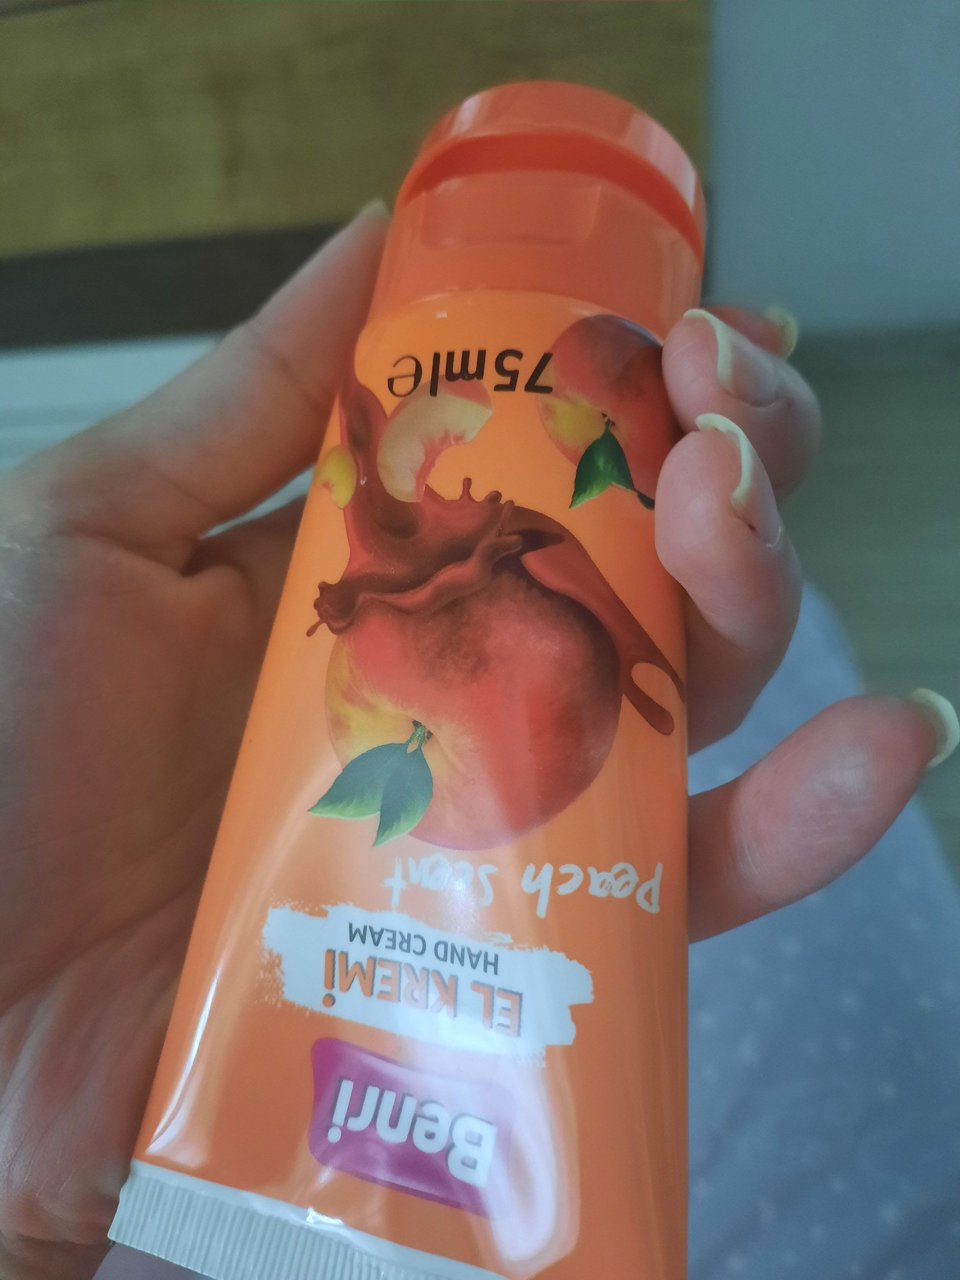 Benri
EL KREMİ
HAND CREAM
Peach Scent
75ml℮